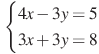 4x − 3y = 5
3x + 3y = 8